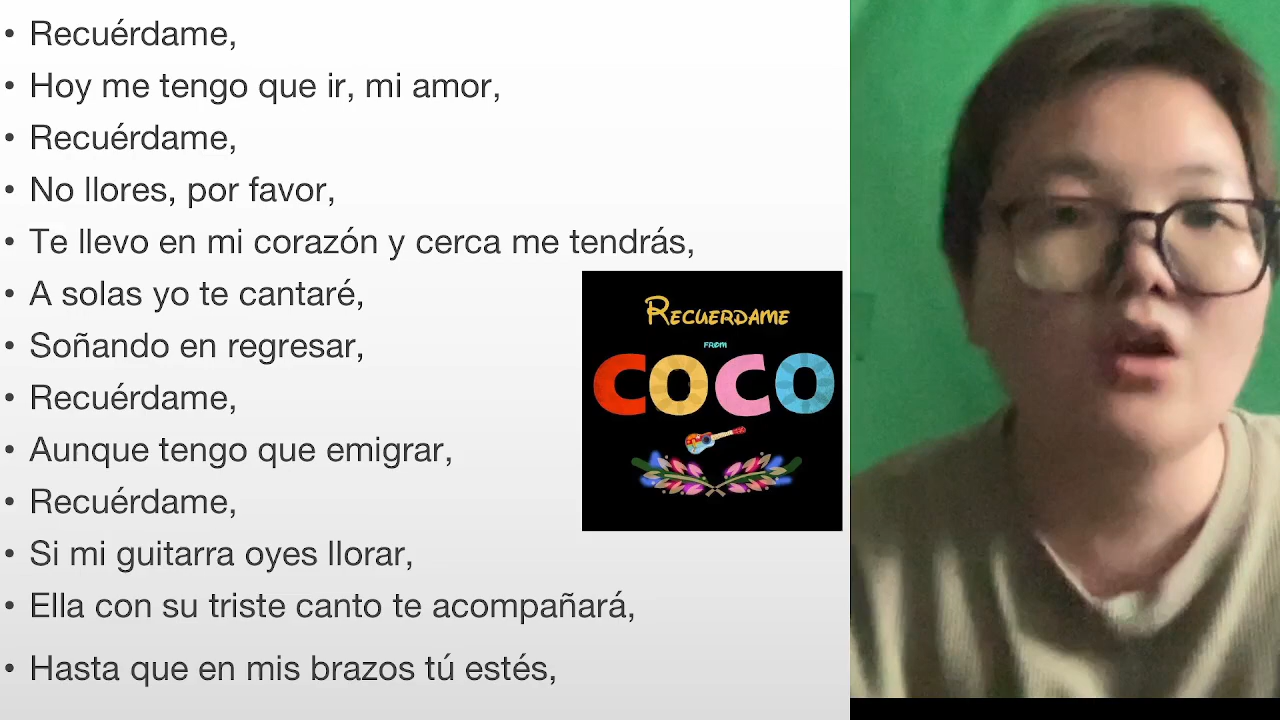 • Recuérdame,
• Hoy me tengo que ir, mi amor,
• Recuérdame,
• No llores, por favor,
• Te llevo en mi corazón y cerca me tendrás,
• A solas yo te cantaré,
• Soñando en regresar,
• Recuérdame,
• Aunque tengo que emigrar,
• Recuérdame,
• Si mi guitarra oyes llorar,
• Ella con su triste canto te acompañará,
• Hasta que en mis brazos tú estés,
RECUERDAME
FROM
COCO